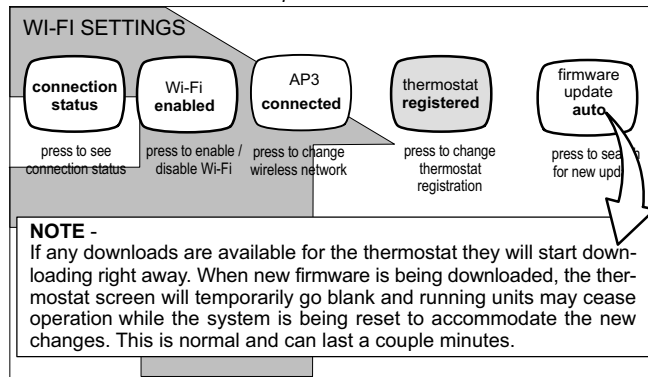 WI-FI SETTINGS
connection
status
press to see
connection status
Wi-Fi
enabled
press to enable /
disable Wi-Fi
AP3
connected
press to change
wireless network
thermostat
registered
press to change
thermostat
registration
firmware
update
auto
press to search
for new
NOTE -
If any downloads are available for the thermostat they will start down-
loading right away. When new firmware is being downloaded, the ther-
mostat screen will temporarily go blank and running units may cease
operation while the system is being reset to accommodate the new
changes. This is normal and can last a couple minutes.